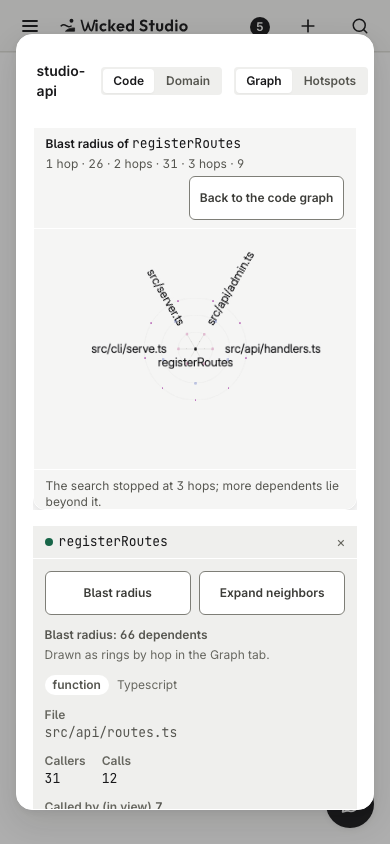 Wicked Studio
5
studio-
api
Code Domain
Graph Hotspots
Blast radius of registerRoutes
1 hop · 26 · 2 hops · 31 · 3 hops · 9
Back to the code graph
src/server.ts
src/api/admin.ts
src/cli/serve.ts
src/api/handlers.ts
registerRoutes
The search stopped at 3 hops; more dependents lie
beyond it.
registerRoutes ×
Blast radius
Expand neighbors
Blast radius: 66 dependents
Drawn as rings by hop in the Graph tab.
function Typescript
File
src/api/routes.ts
Callers Calls
31 12
Called by (in view) 7